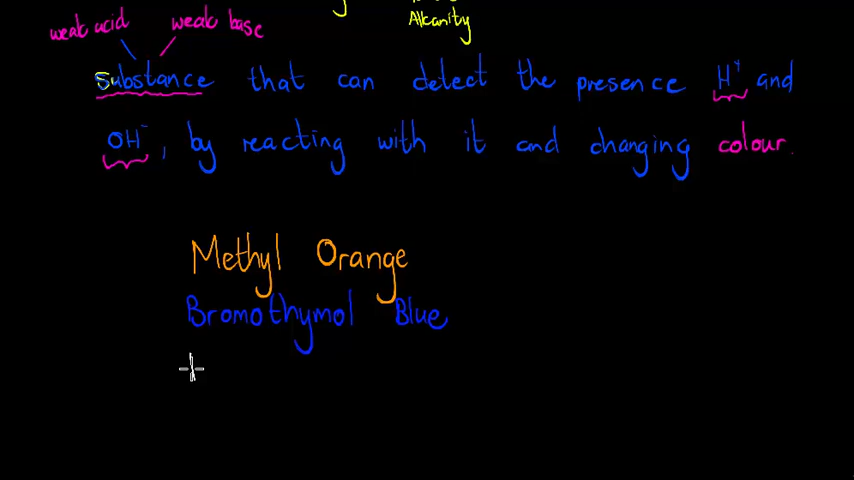 weak acid weak base
Alkanity
substance that can detect the presence H⁺ and
OH⁻, by reacting with it and changing colour.
Methyl Orange
Bromothymol Blue